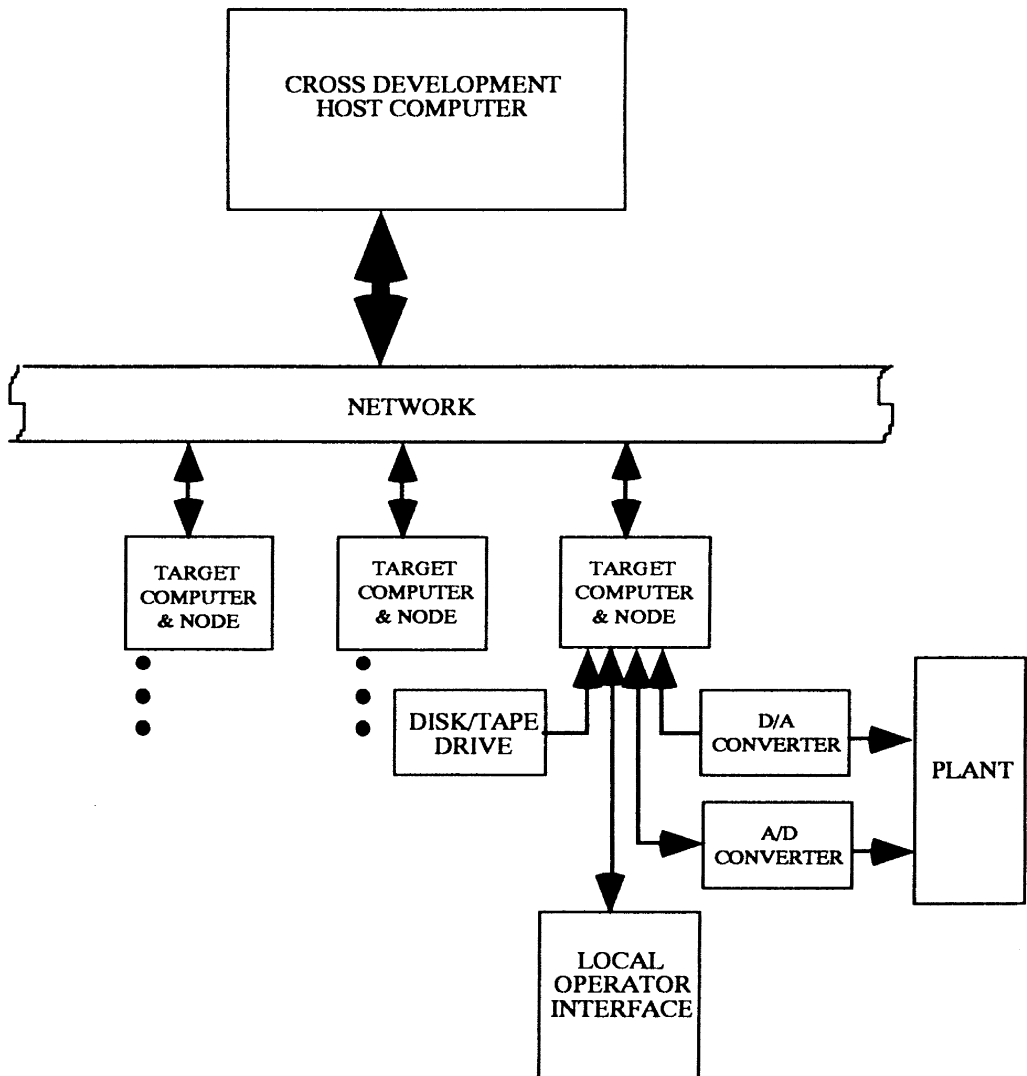 CROSS DEVELOPMENT
HOST COMPUTER
NETWORK
TARGET
COMPUTER
& NODE
TARGET
COMPUTER
& NODE
TARGET
COMPUTER
& NODE
DISK/TAPE
DRIVE
D/A
CONVERTER
A/D
CONVERTER
PLANT
LOCAL
OPERATOR
INTERFACE